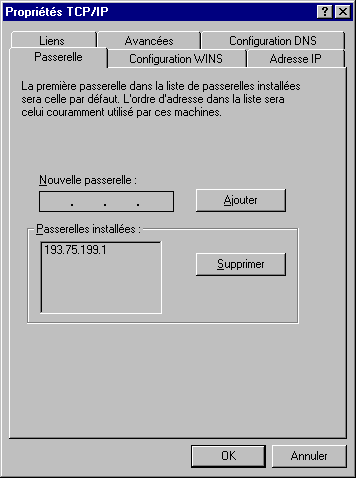 Propriétés TCP/IP
Liens
Avancées
Configuration DNS
Passerelle
Configuration WINS
Adresse IP
La première passerelle dans la liste de passerelles installées
sera celle par défaut. L'ordre d'adresse dans la liste sera
celui couramment utilisé par ces machines.
Nouvelle passerelle :
. . .
Ajouter
Passerelles installées :
193.75.199.1
Supprimer
OK
Annuler